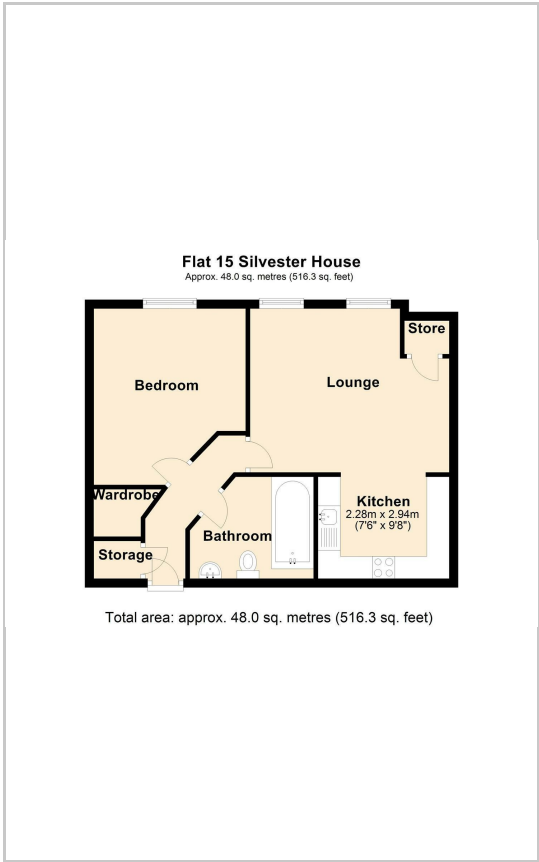 Flat 15 Silvester House
Approx. 48.0 sq. metres (516.3 sq. feet)
Store
Bedroom
Lounge
Wardrobe
Kitchen
2.28m x 2.94m
(7'6" x 9'8")
Bathroom
Storage
Total area: approx. 48.0 sq. metres (516.3 sq. feet)